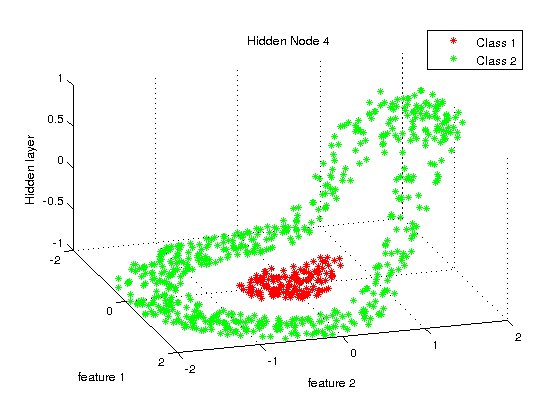 Hidden Node 4
Class 1
Class 2
Hidden layer
1
0.5
0
-0.5
-1
-2
0
2
feature 1
-2
-1
0
1
2
feature 2